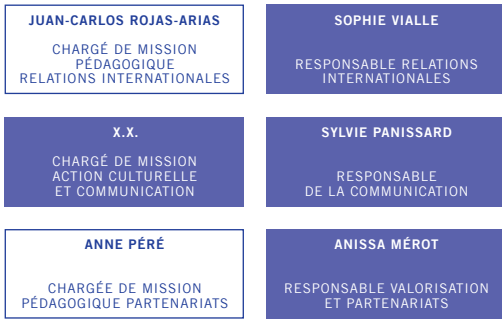 JUAN-CARLOS ROJAS-ARIAS
CHARGÉ DE MISSION
PÉDAGOGIQUE
RELATIONS INTERNATIONALES
SOPHIE VIALLE
RESPONSABLE RELATIONS
INTERNATIONALES
X.X.
CHARGÉ DE MISSION
ACTION CULTURELLE
ET COMMUNICATION
SYLVIE PANISSARD
RESPONSABLE
DE LA COMMUNICATION
ANNE PÉRÉ
CHARGÉE DE MISSION
PÉDAGOGIQUE PARTENARIATS
ANISSA MÉROT
RESPONSABLE VALORISATION
ET PARTENARIATS